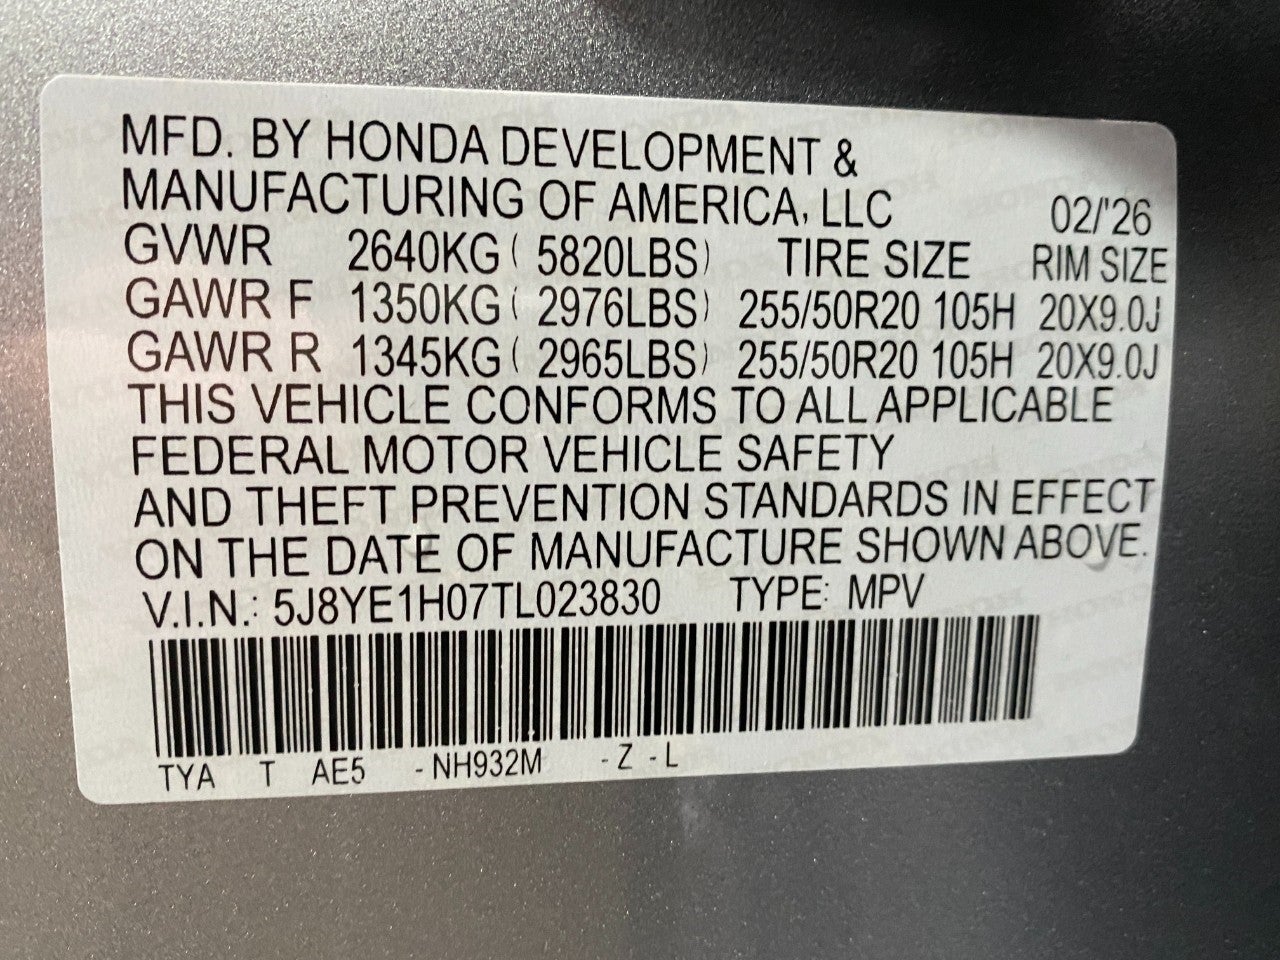 MFD. BY HONDA DEVELOPMENT &
MANUFACTURING OF AMERICA, LLC 02/'26
GVWR 2640KG ( 5820LBS) TIRE SIZE RIM SIZE
GAWR F 1350KG ( 2976LBS) 255/50R20 105H 20X9.0J
GAWR R 1345KG ( 2965LBS) 255/50R20 105H 20X9.0J
THIS VEHICLE CONFORMS TO ALL APPLICABLE
FEDERAL MOTOR VEHICLE SAFETY
AND THEFT PREVENTION STANDARDS IN EFFECT
ON THE DATE OF MANUFACTURE SHOWN ABOVE.
V.I.N.: 5J8YE1H07TL023830 TYPE: MPV
TYA T AE5 - NH932M - Z - L